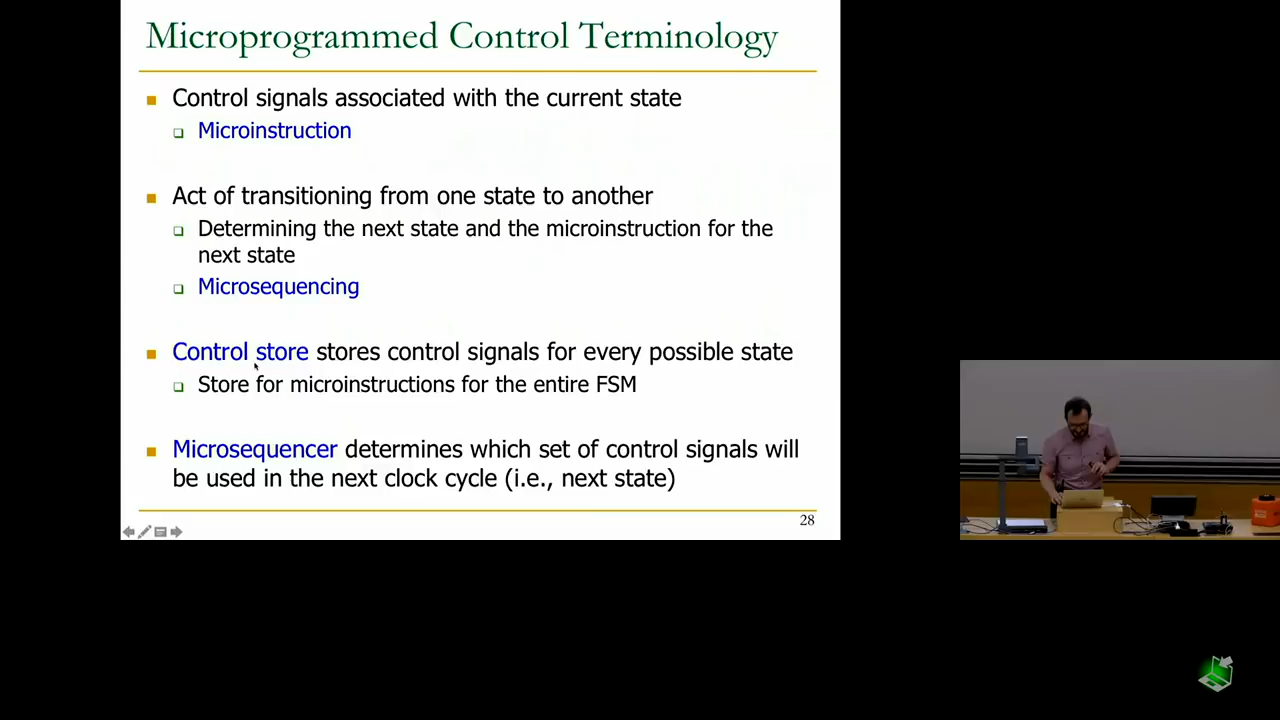 Microprogrammed Control Terminology
Control signals associated with the current state
Microinstruction
Act of transitioning from one state to another
Determining the next state and the microinstruction for the
next state
Microsequencing
Control store stores control signals for every possible state
Store for microinstructions for the entire FSM
Microsequencer determines which set of control signals will
be used in the next clock cycle (i.e., next state)
28